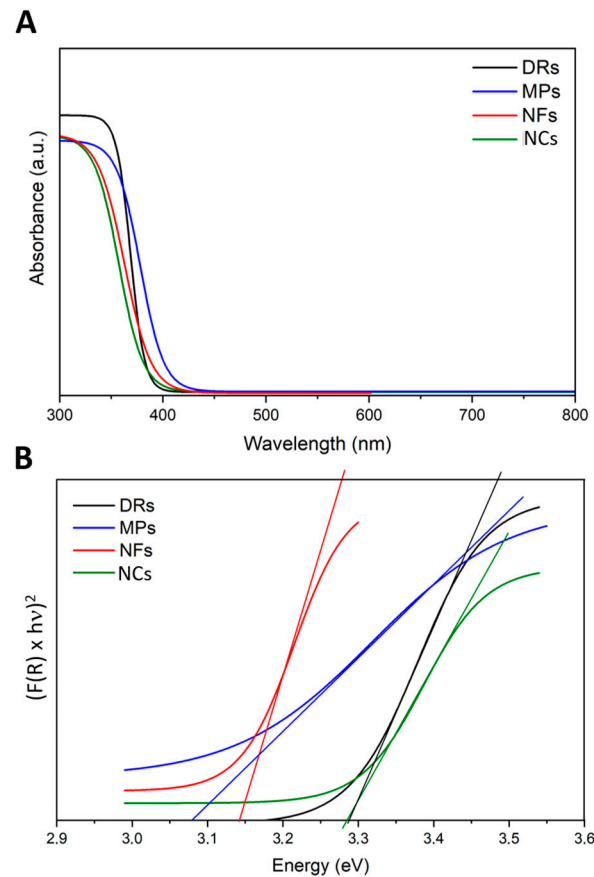 A
DRs
MPs
NFs
NCs
Absorbance (a.u.)
300 400 500 600 700 800
Wavelength (nm)
B
DRs
MPs
NFs
NCs
(F(R) x hν)²
2.9 3.0 3.1 3.2 3.3 3.4 3.5 3.6
Energy (eV)